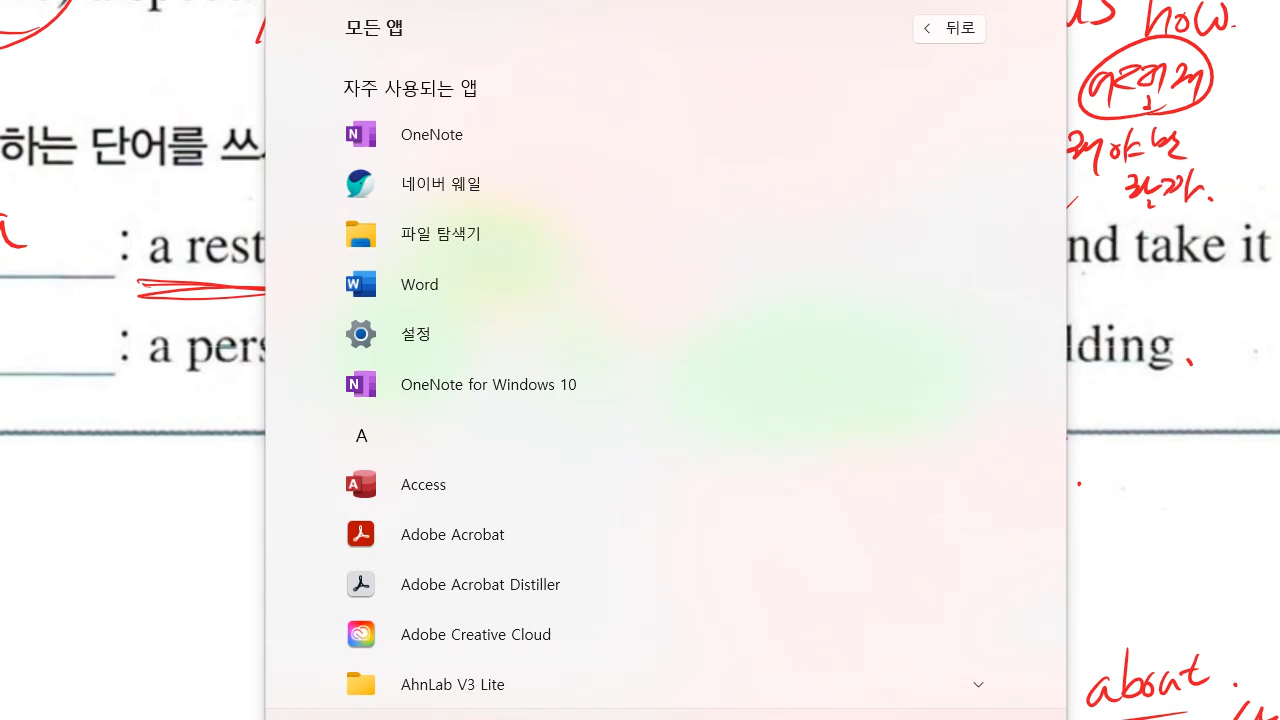 모든 앱
뒤로
how.
자주 사용되는 앱
OneNote
하는 단어를 쓰
네이버 웨일
: a rest
파일 탐색기
nd take it
Word
설정
: a pers
lding
OneNote for Windows 10
A
Access
Adobe Acrobat
Adobe Acrobat Distiller
Adobe Creative Cloud
AhnLab V3 Lite
about.